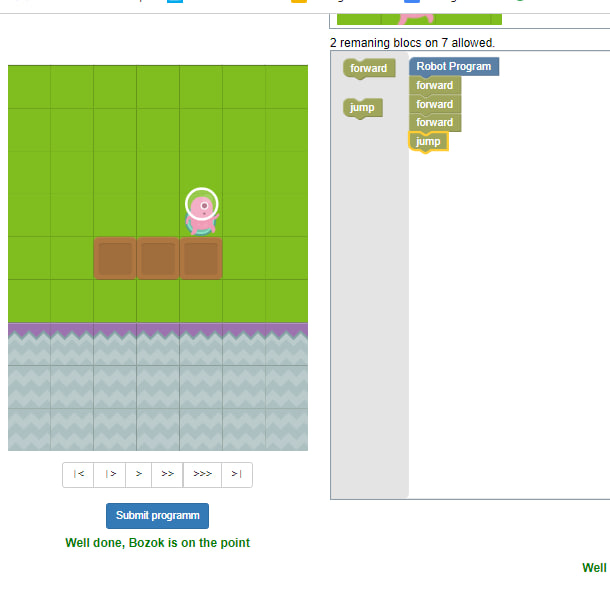 2 remaning blocs on 7 allowed.
forward
jump
Robot Program
forward
forward
forward
jump
|< |> > >> >>> >|
Submit programm
Well done, Bozok is on the point
Well